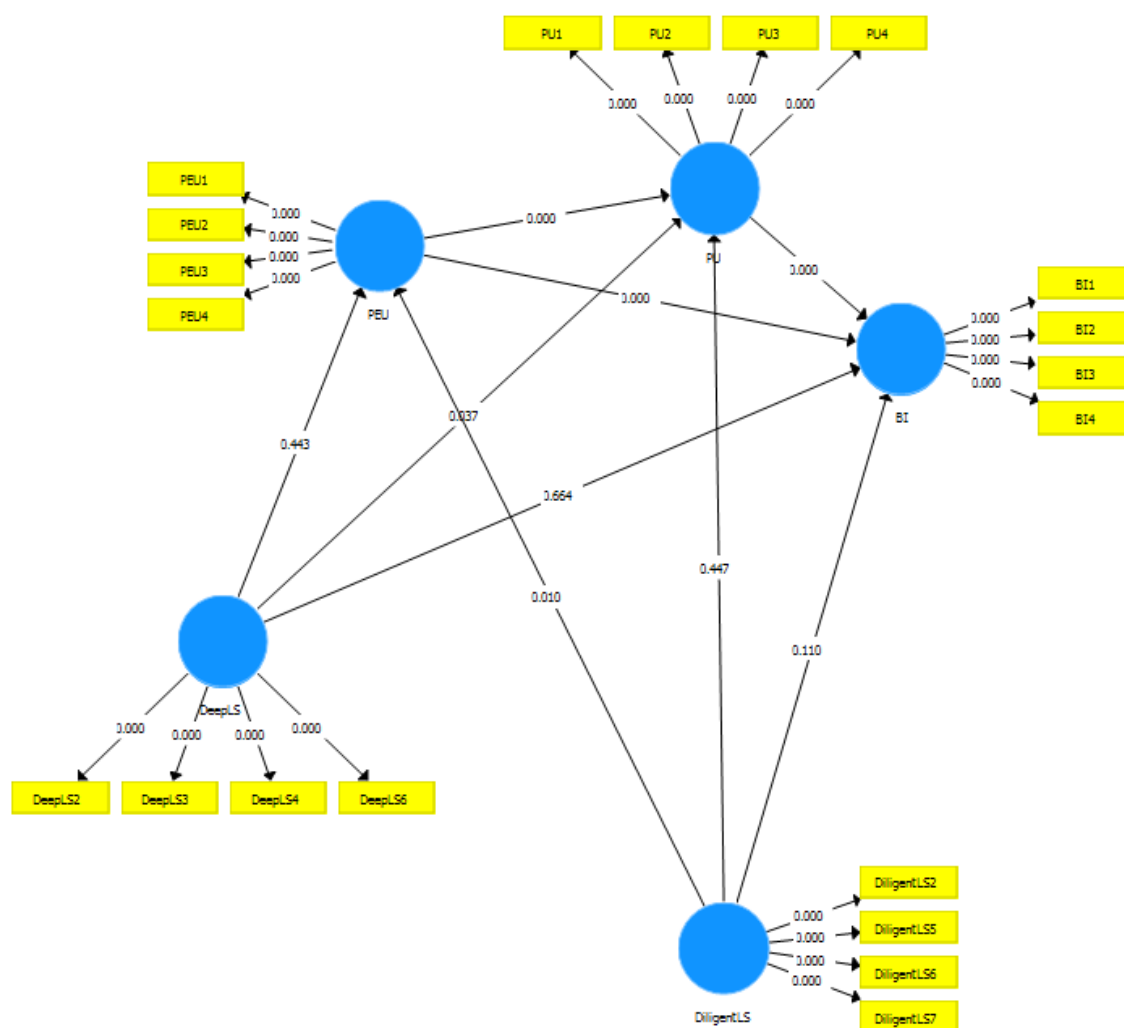 PU1
PU2
PU3
PU4
0.000
0.000
0.000
0.000
PU
PEU1
PEU2
PEU3
PEU4
0.000
0.000
0.000
0.000
PEU
0.000
0.000
0.000
BI1
BI2
BI3
BI4
0.000
0.000
0.000
0.000
BI
0.037
0.443
0.664
0.447
0.010
0.110
DeepLS
0.000
0.000
0.000
0.000
DeepLS2
DeepLS3
DeepLS4
DeepLS6
DiligentLS2
DiligentLS5
DiligentLS6
DiligentLS7
0.000
0.000
0.000
0.000
DiligentLS